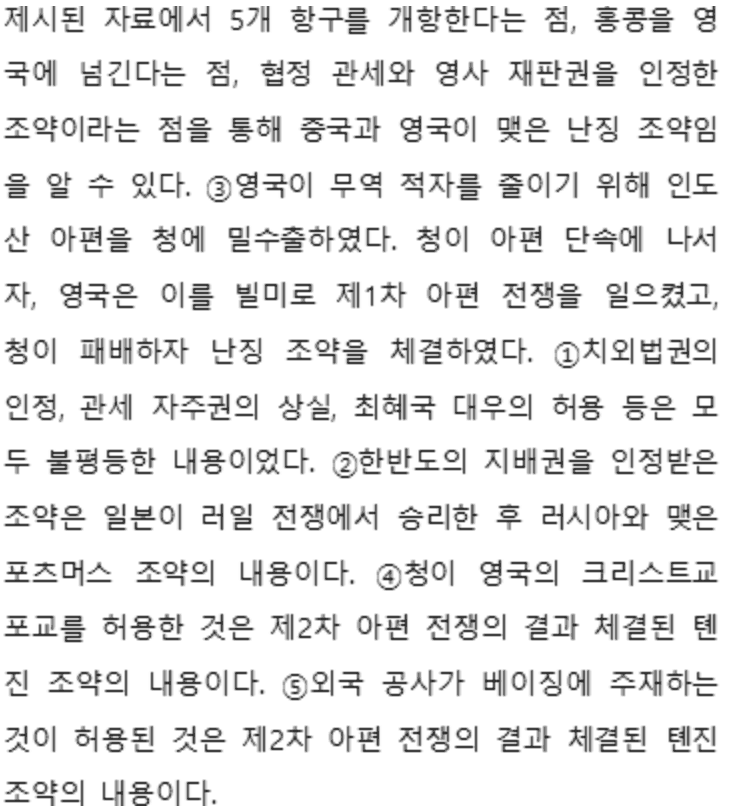 제시된 자료에서 5개 항구를 개항한다는 점, 홍콩을 영
국에 넘긴다는 점, 협정 관세와 영사 재판권을 인정한
조약이라는 점을 통해 중국과 영국이 맺은 난징 조약임
을 알 수 있다. ③영국이 무역 적자를 줄이기 위해 인도
산 아편을 청에 밀수출하였다. 청이 아편 단속에 나서
자, 영국은 이를 빌미로 제1차 아편 전쟁을 일으켰고,
청이 패배하자 난징 조약을 체결하였다. ①치외법권의
인정, 관세 자주권의 상실, 최혜국 대우의 허용 등은 모
두 불평등한 내용이었다. ②한반도의 지배권을 인정받은
조약은 일본이 러일 전쟁에서 승리한 후 러시아와 맺은
포츠머스 조약의 내용이다. ④청이 영국의 크리스트교
포교를 허용한 것은 제2차 아편 전쟁의 결과 체결된 톈
진 조약의 내용이다. ⑤외국 공사가 베이징에 주재하는
것이 허용된 것은 제2차 아편 전쟁의 결과 체결된 톈진
조약의 내용이다.